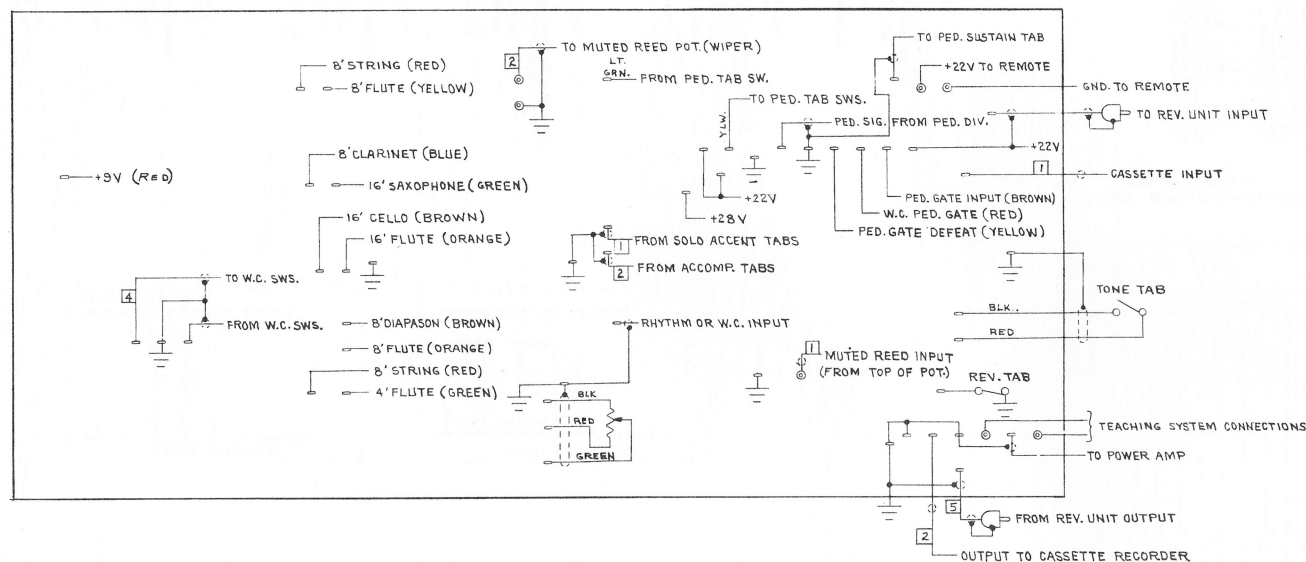 TO PED. SUSTAIN TAB
2
TO MUTED REED POT. (WIPER)
8' STRING (RED)
LT.
GRN.
FROM PED. TAB SW.
+22V TO REMOTE
8' FLUTE (YELLOW)
GND. TO REMOTE
TO PED. TAB SWS.
YLW.
PED. SIG. FROM PED. DIV.
TO REV. UNIT INPUT
+22V
8' CLARINET (BLUE)
1
CASSETTE INPUT
+9V (RED)
16' SAXOPHONE (GREEN)
+22V
PED. GATE INPUT (BROWN)
+28V
W.C. PED. GATE (RED)
16' CELLO (BROWN)
PED. GATE DEFEAT (YELLOW)
16' FLUTE (ORANGE)
1
FROM SOLO ACCENT TABS
2
FROM ACCOMP. TABS
TO W.C. SWS.
4
TONE TAB
BLK.
FROM W.C. SWS.
8' DIAPASON (BROWN)
RHYTHM OR W.C. INPUT
RED
8' FLUTE (ORANGE)
1
MUTED REED INPUT
(FROM TOP OF POT.)
8' STRING (RED)
REV. TAB
4' FLUTE (GREEN)
BLK
RED
GREEN
TEACHING SYSTEM CONNECTIONS
TO POWER AMP
5
FROM REV. UNIT OUTPUT
2
OUTPUT TO CASSETTE RECORDER